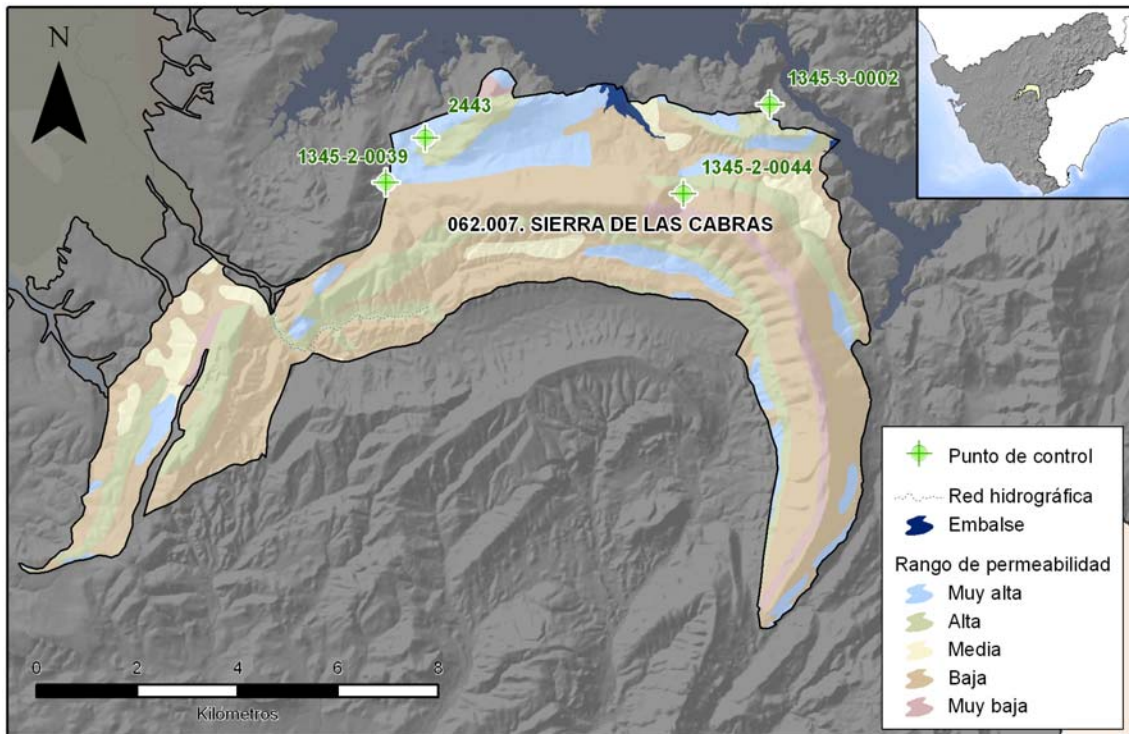 N
1345-3-0002
2443
1345-2-0039
1345-2-0044
062.007. SIERRA DE LAS CABRAS
Punto de control
Red hidrográfica
Embalse
Rango de permeabilidad
Muy alta
Alta
Media
Baja
Muy baja
0 2 4 6 8
Kilómetros